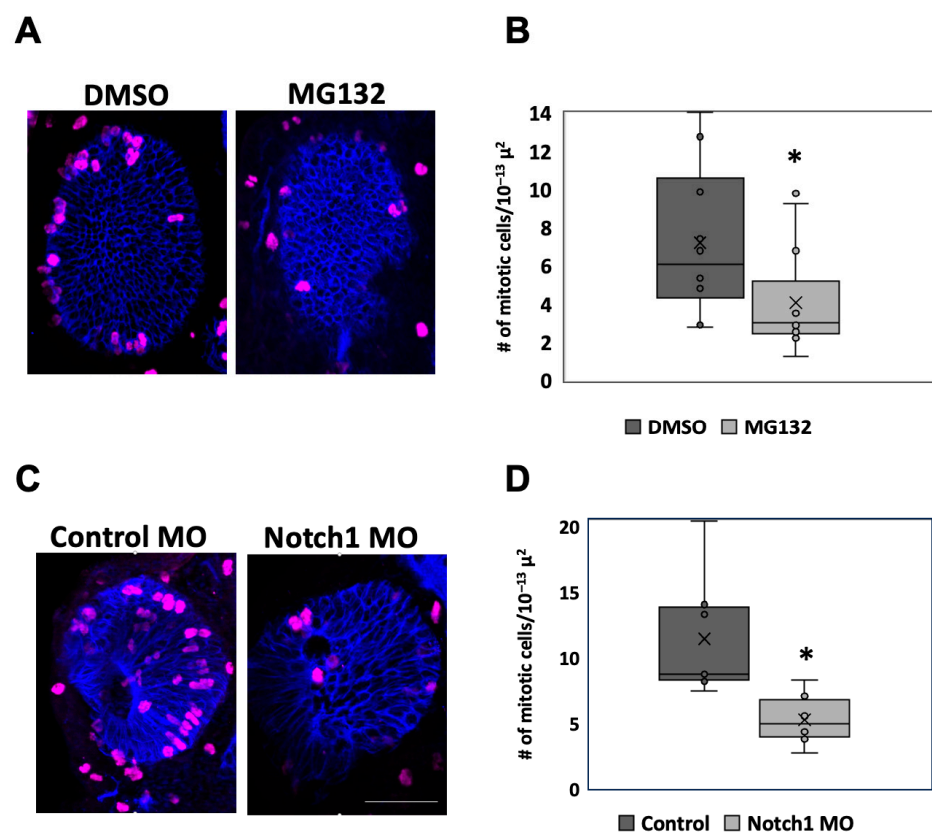 A
B
DMSO MG132
14
12
10
8
6
4
2
0
# of mitotic cells/10⁻¹³ µ²
*
DMSO MG132
C
D
Control MO Notch1 MO
20
15
10
5
0
# of mitotic cells/10⁻¹³ µ²
*
Control Notch1 MO